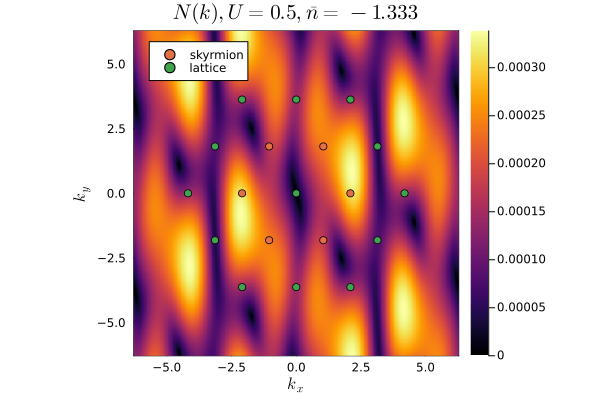 N(k), U = 0.5, n̄ = −1.333
skyrmion
lattice
5.0
2.5
0.0
−2.5
−5.0
k_y
−5.0 −2.5 0.0 2.5 5.0
k_x
0.00030
0.00025
0.00020
0.00015
0.00010
0.00005
0